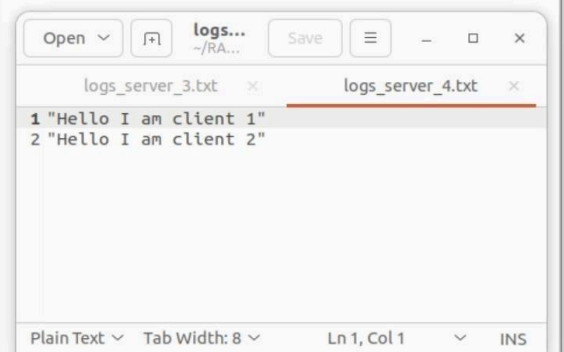 Open
logs...
~/RA...
Save
logs_server_3.txt
logs_server_4.txt
1 "Hello I am client 1"
2 "Hello I am client 2"
Plain Text Tab Width: 8 Ln 1, Col 1 INS